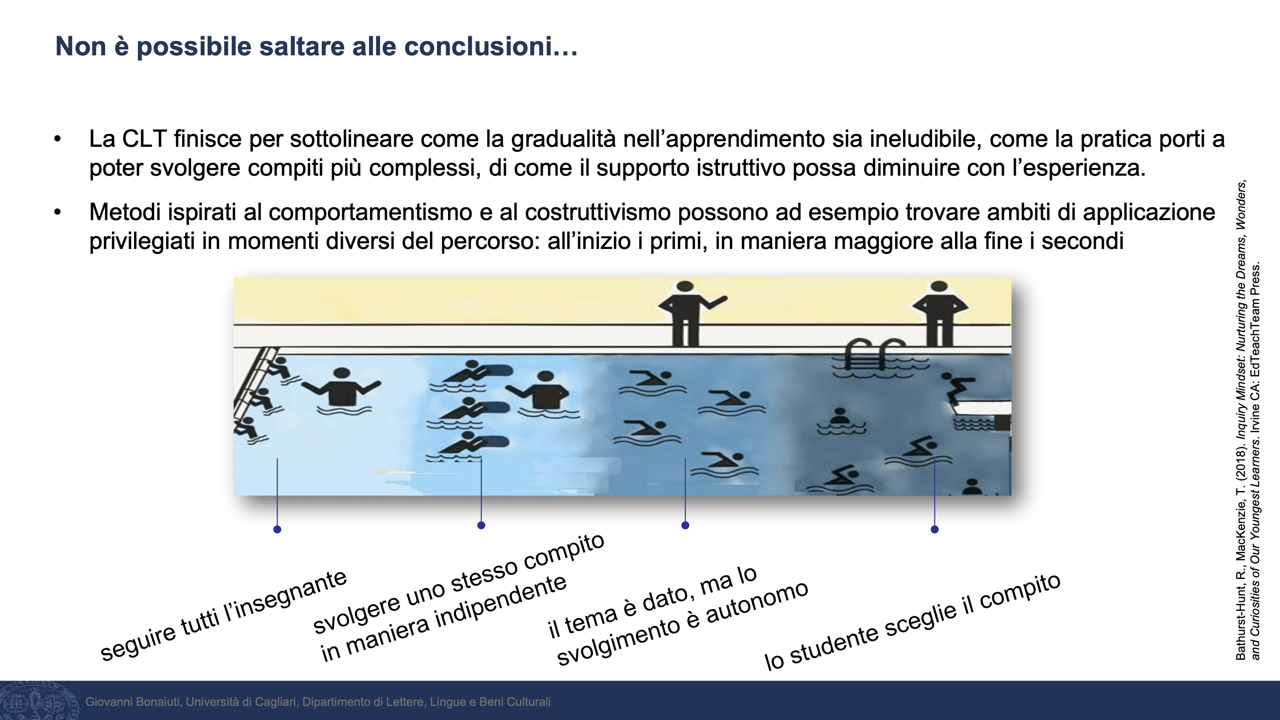 Non è possibile saltare alle conclusioni…
• La CLT finisce per sottolineare come la gradualità nell’apprendimento sia ineludibile, come la pratica porti a
poter svolgere compiti più complessi, di come il supporto istruttivo possa diminuire con l’esperienza.
• Metodi ispirati al comportamentismo e al costruttivismo possono ad esempio trovare ambiti di applicazione
privilegiati in momenti diversi del percorso: all’inizio i primi, in maniera maggiore alla fine i secondi
seguire tutti l’insegnante
svolgere uno stesso compito
in maniera indipendente
il tema è dato, ma lo
svolgimento è autonomo
lo studente sceglie il compito
Bathurst-Hunt, R., MacKenzie, T. (2018). Inquiry Mindset: Nurturing the Dreams, Wonders,
and Curiosities of Our Youngest Learners. Irvine CA: EdTeachTeam Press.
Giovanni Bonaiuti, Università di Cagliari, Dipartimento di Lettere, Lingue e Beni Culturali